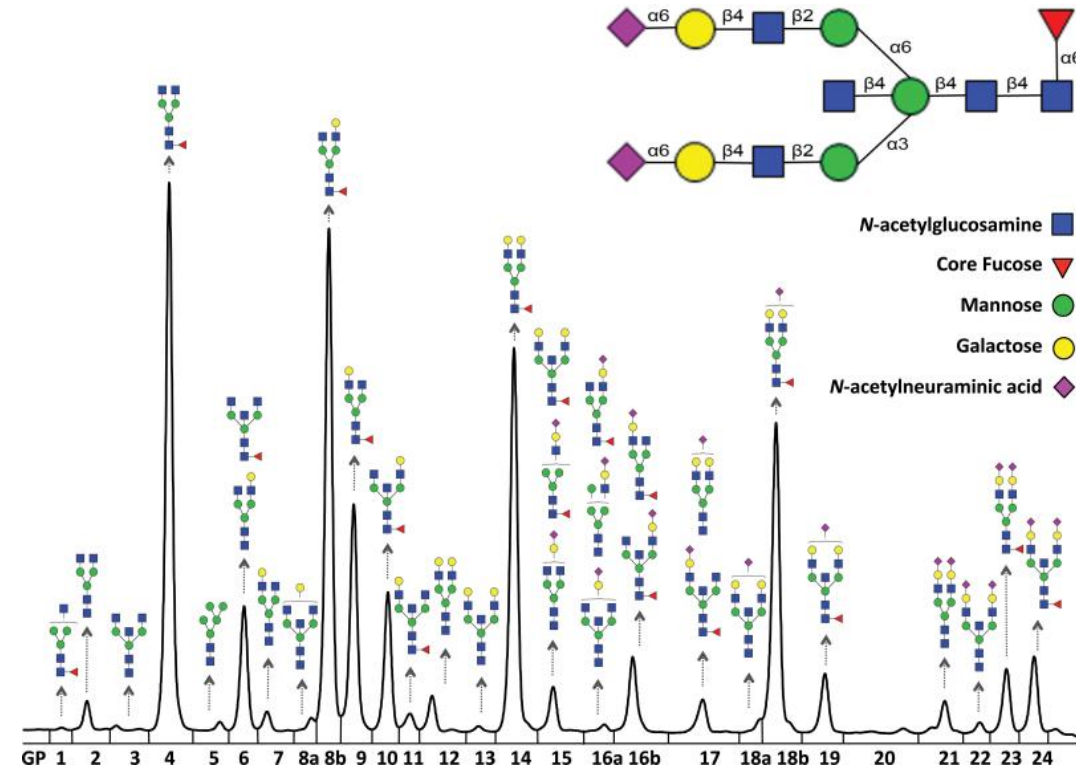 α6 β4 β2
α6
α6
β4 β4 β4
α3
α6 β4 β2
N-acetylglucosamine
Core Fucose
Mannose
Galactose
N-acetylneuraminic acid
GP 1 2 3 4 5 6 7 8a 8b 9 10 11 12 13 14 15 16a 16b 17 18a 18b 19 20 21 22 23 24